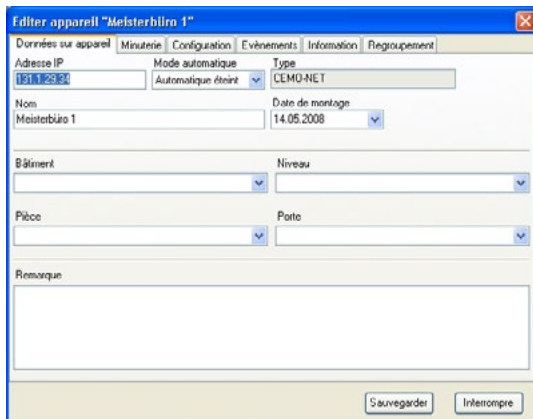 Editer appareil "Meisterbüro 1"
Données sur appareil Minuterie Configuration Evènements Information Regroupement
Adresse IP Mode automatique Type
131.1.29.34 Automatique éteint CEMO-NET
Nom Date de montage
Meisterbüro 1 14.05.2008
Bâtiment Niveau
Pièce Porte
Remarque
Sauvegarder Interrompre